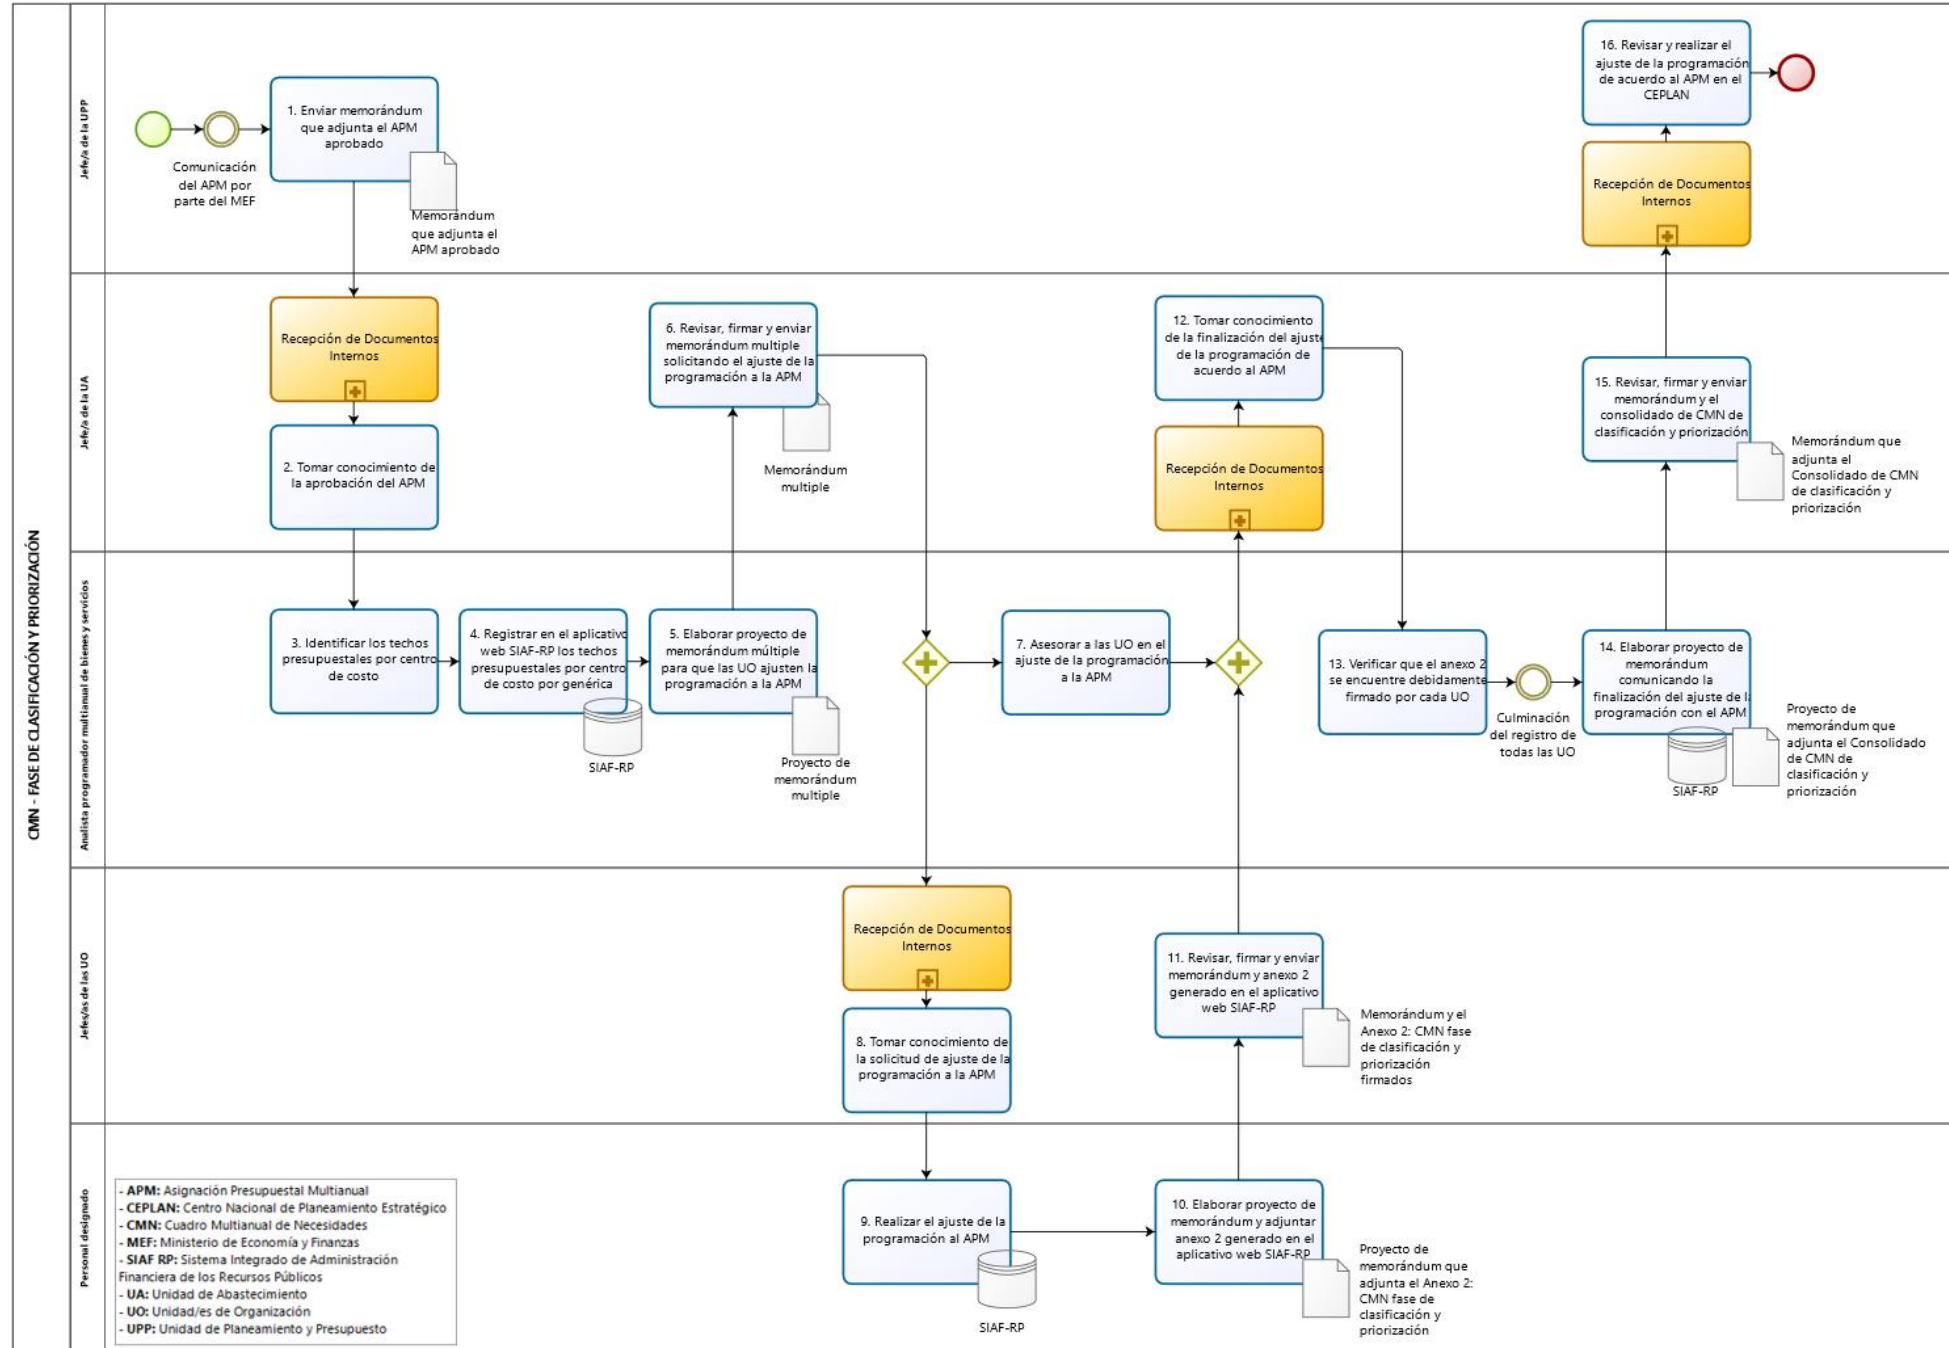 CMN - FASE DE CLASIFICACIÓN Y PRIORIZACIÓN
Jefe/a de la UPP
Comunicación
del APM por
parte del MEF
1. Enviar memorándum
que adjunta el APM
aprobado
Memorándum
que adjunta el
APM aprobado
16. Revisar y realizar el
ajuste de la programación
de acuerdo al APM en el
CEPLAN
Recepción de Documentos
Internos
Jefe/a de la UA
Recepción de Documentos
Internos
2. Tomar conocimiento de
la aprobación del APM
6. Revisar, firmar y enviar
memorándum multiple
solicitando el ajuste de la
programación a la APM
Memorándum
multiple
12. Tomar conocimiento
de la finalización del ajuste
de la programación de
acuerdo al APM
Recepción de Documentos
Internos
15. Revisar, firmar y enviar
memorándum y el
consolidado de CMN de
clasificación y priorización
Memorándum que
adjunta el
Consolidado de CMN
de clasificación y
priorización
Analista programador multianual de bienes y servicios
3. Identificar los techos
presupuestales por centro
de costo
4. Registrar en el aplicativo
web SIAF-RP los techos
presupuestales por centro
de costo por genérica
SIAF-RP
5. Elaborar proyecto de
memorándum múltiple
para que las UO ajusten la
programación a la APM
Proyecto de
memorándum
multiple
7. Asesorar a las UO en el
ajuste de la programación
a la APM
13. Verificar que el anexo 2
se encuentre debidamente
firmado por cada UO
Culminación
del registro de
todas las UO
14. Elaborar proyecto de
memorándum
comunicando la
finalización del ajuste de la
programación con el APM
SIAF-RP
Proyecto de
memorándum que
adjunta el Consolidado
de CMN de
clasificación y
priorización
Jefes/as de las UO
Recepción de Documentos
Internos
8. Tomar conocimiento de
la solicitud de ajuste de la
programación a la APM
11. Revisar, firmar y enviar
memorándum y anexo 2
generado en el aplicativo
web SIAF-RP
Memorándum y el
Anexo 2: CMN fase
de clasificación y
priorización
firmados
Personal designado
- APM: Asignación Presupuestal Multianual
- CEPLAN: Centro Nacional de Planeamiento Estratégico
- CMN: Cuadro Multianual de Necesidades
- MEF: Ministerio de Economía y Finanzas
- SIAF RP: Sistema Integrado de Administración
Financiera de los Recursos Públicos
- UA: Unidad de Abastecimiento
- UO: Unidad/es de Organización
- UPP: Unidad de Planeamiento y Presupuesto
9. Realizar el ajuste de la
programación al APM
SIAF-RP
10. Elaborar proyecto de
memorándum y adjuntar
anexo 2 generado en el
aplicativo web SIAF-RP
Proyecto de
memorándum que
adjunta el Anexo 2:
CMN fase de
clasificación y
priorización